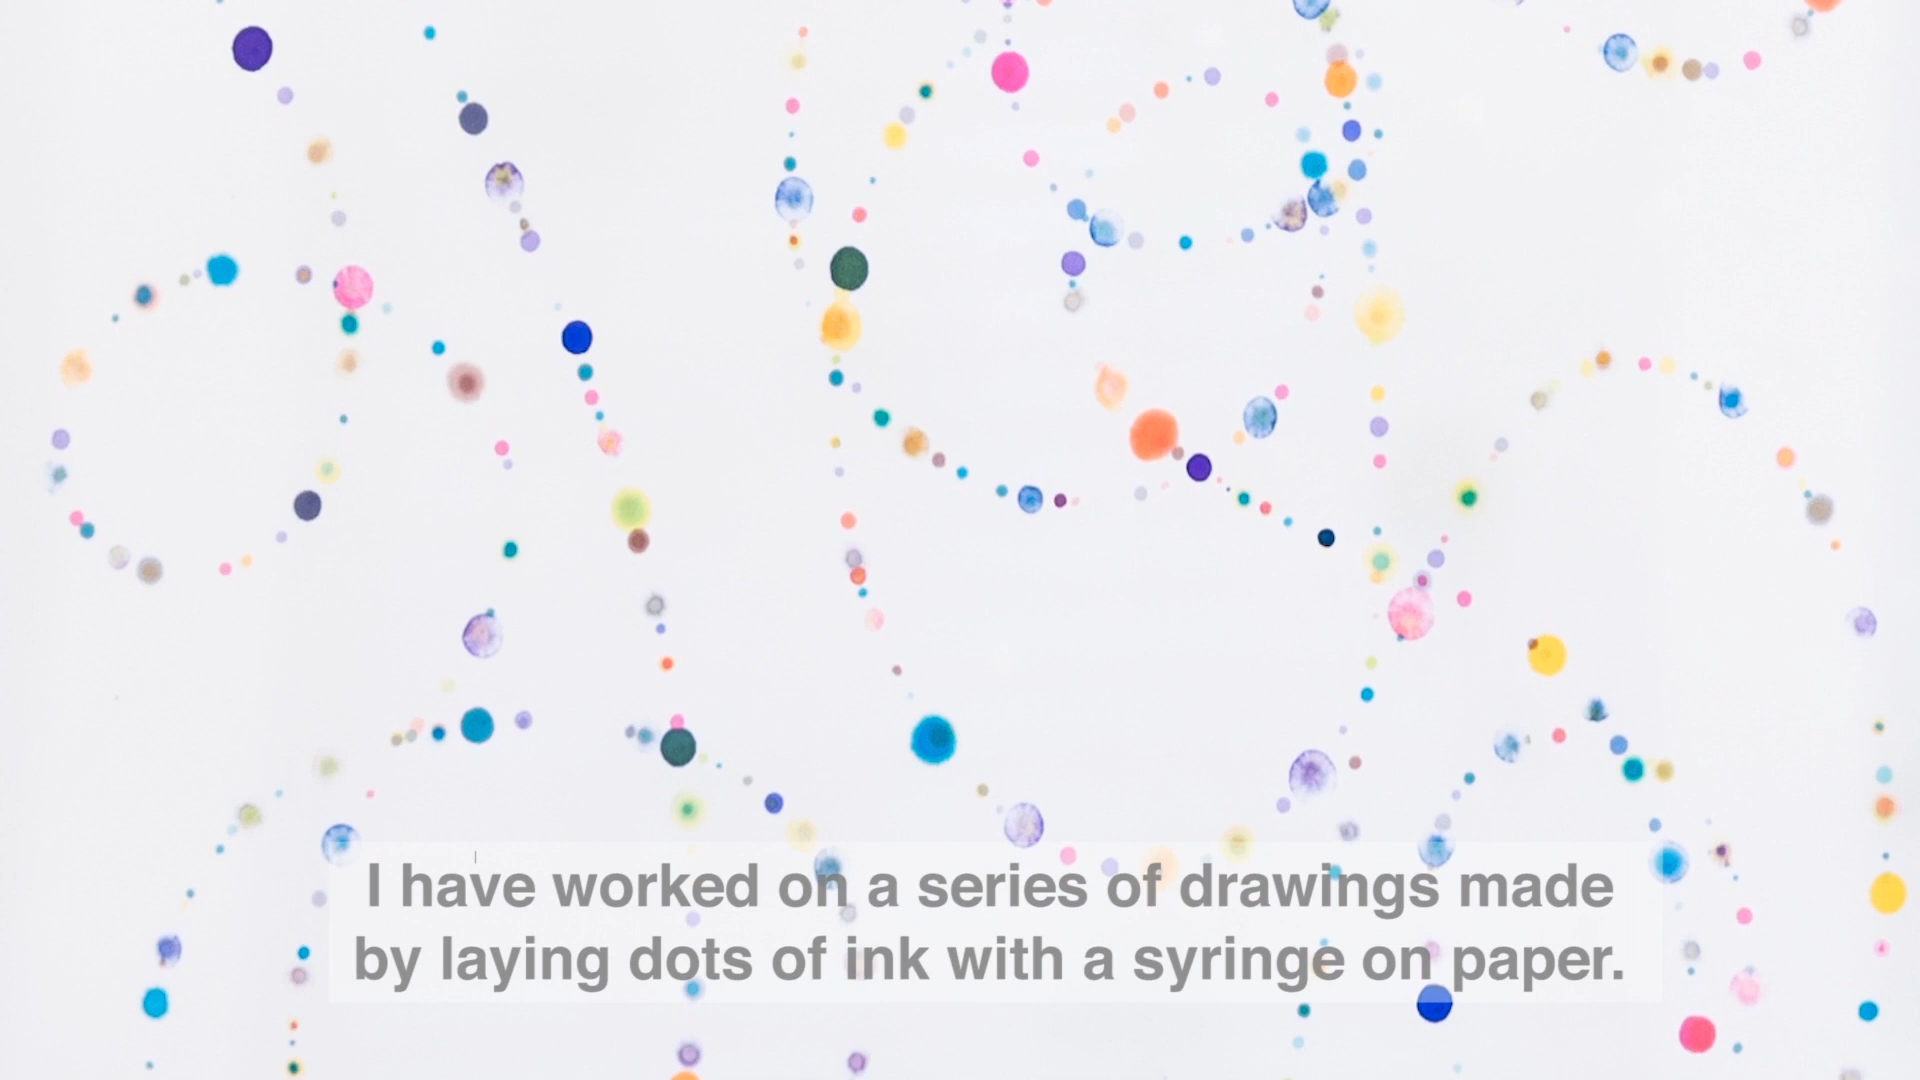 I have worked on a series of drawings made
by laying dots of ink with a syringe on paper.